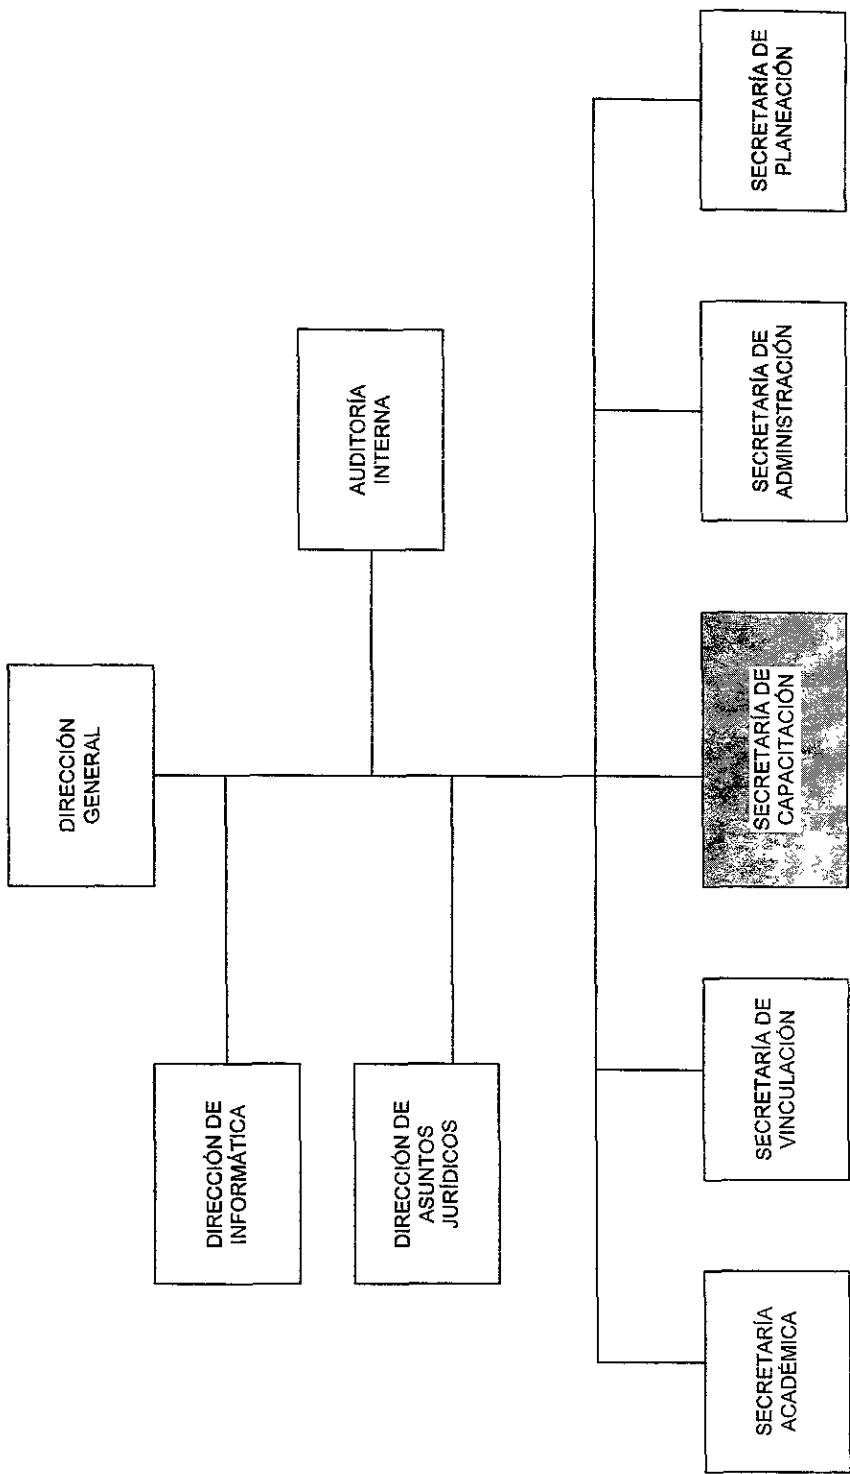 DIRECCIÓN
GENERAL
DIRECCIÓN DE
INFORMÁTICA
AUDITORÍA
INTERNA
DIRECCIÓN DE
ASUNTOS
JURÍDICOS
SECRETARÍA
ACADÉMICA
SECRETARÍA DE
VINCULACIÓN
SECRETARÍA DE
CAPACITACIÓN
SECRETARÍA DE
ADMINISTRACIÓN
SECRETARÍA DE
PLANEACIÓN